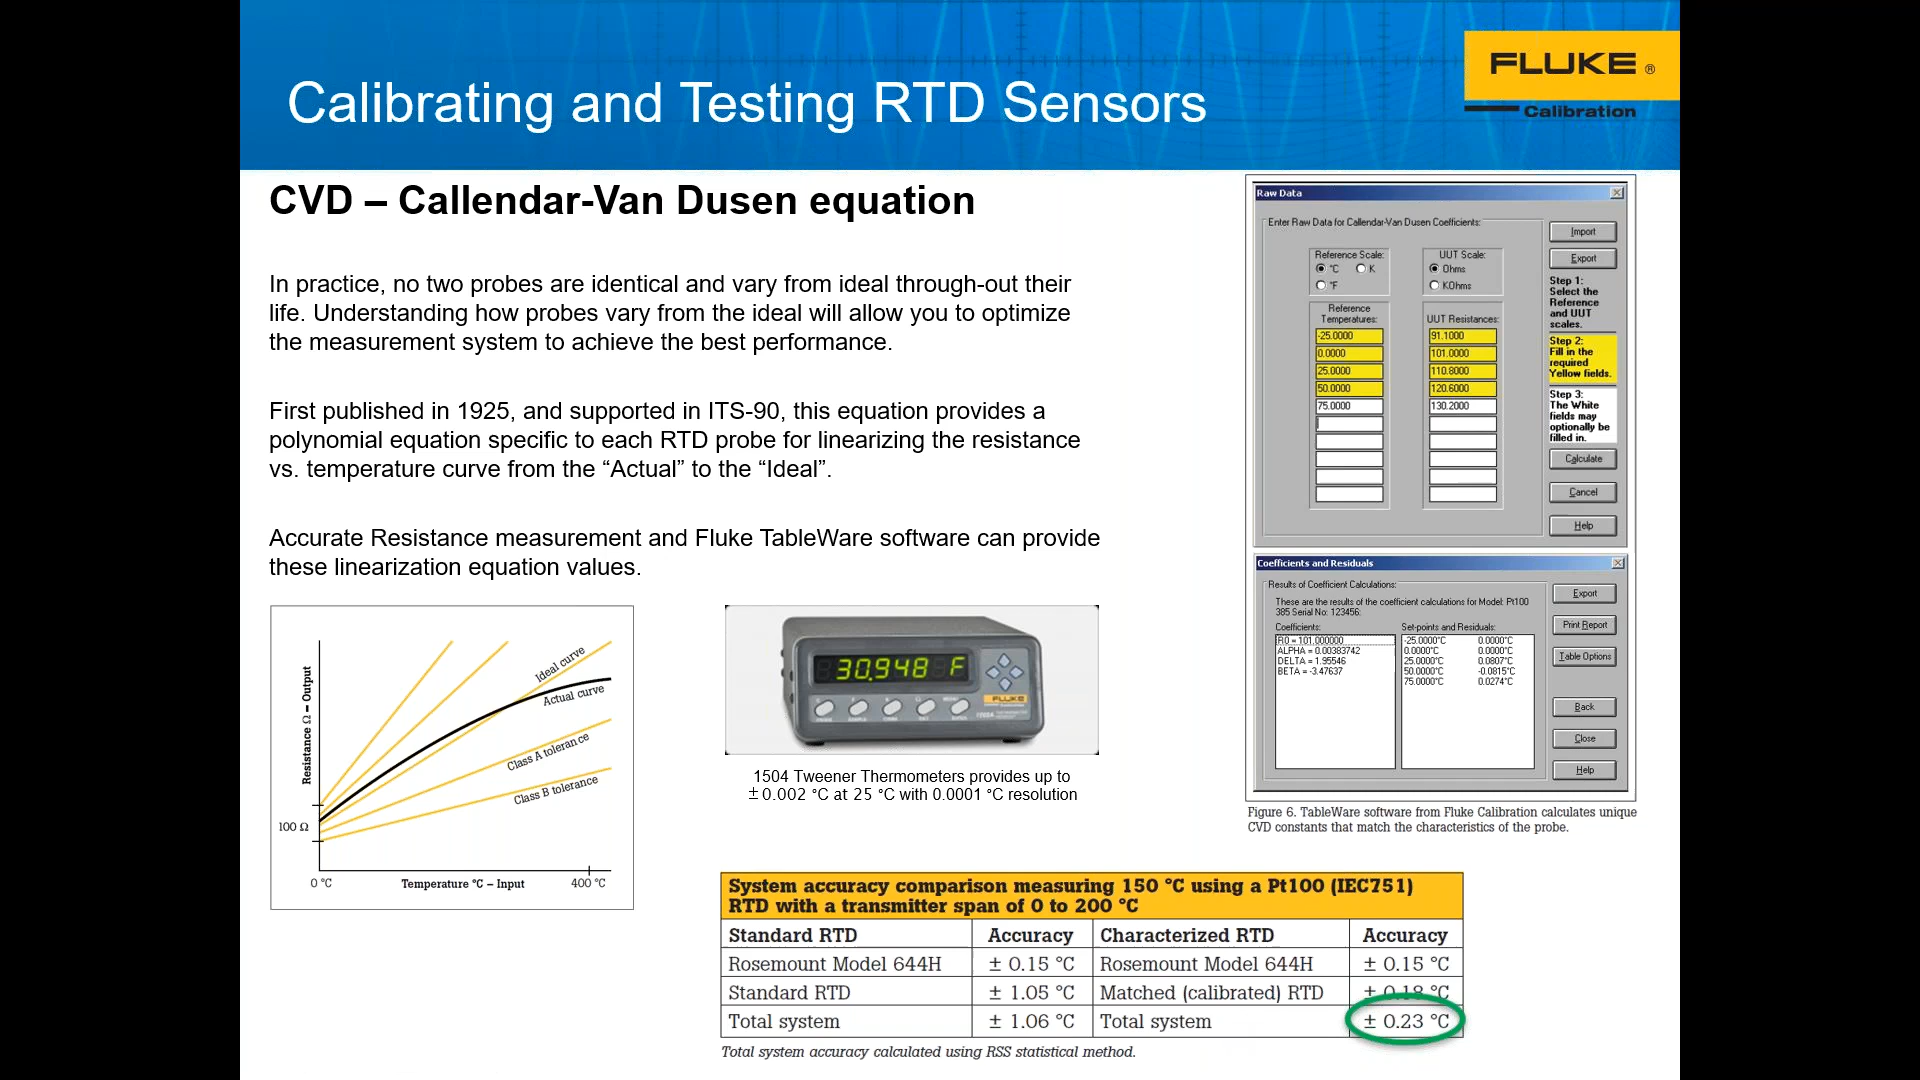 Calibrating and Testing RTD Sensors
FLUKE ®
Calibration
CVD – Callendar-Van Dusen equation
In practice, no two probes are identical and vary from ideal through-out their
life. Understanding how probes vary from the ideal will allow you to optimize
the measurement system to achieve the best performance.
First published in 1925, and supported in ITS-90, this equation provides a
polynomial equation specific to each RTD probe for linearizing the resistance
vs. temperature curve from the “Actual” to the “Ideal”.
Accurate Resistance measurement and Fluke TableWare software can provide
these linearization equation values.
Resistance Ω – Output
Ideal curve
Actual curve
Class A tolerance
Class B tolerance
100 Ω
0 °C
Temperature °C – Input
400 °C
30.948 F
FLUKE
1504 Tweener Thermometers provides up to
± 0.002 °C at 25 °C with 0.0001 °C resolution
Raw Data
Enter Raw Data for Callendar-Van Dusen Coefficients:
Reference Scale:
°C K
°F
UUT Scale:
Ohms
KOhms
Reference
Temperatures:
UUT Resistances:
-25.0000 91.1000
0.0000 101.0000
25.0000 110.8000
50.0000 120.6000
75.0000 130.2000
Import
Export
Step 1:
Select the
Reference
and UUT
scales.
Step 2:
Fill in the
required
Yellow fields.
Step 3:
The White
fields may
optionally be
filled in.
Calculate
Cancel
Help
Coefficients and Residuals
Results of Coefficient Calculations:
These are the results of the coefficient calculations for Model: Pt100
385 Serial No: 123456:
Coefficients:
R0 = 101.000000
ALPHA = 0.00383742
DELTA = 1.95546
BETA = -3.47637
Set-points and Residuals:
-25.0000°C 0.0000°C
0.0000°C 0.0000°C
25.0000°C 0.0807°C
50.0000°C -0.0815°C
75.0000°C 0.0274°C
Export
Print Report
Table Options
Back
Close
Help
Figure 6. TableWare software from Fluke Calibration calculates unique
CVD constants that match the characteristics of the probe.
System accuracy comparison measuring 150 °C using a Pt100 (IEC751)
RTD with a transmitter span of 0 to 200 °C
Standard RTD Accuracy Characterized RTD Accuracy
Rosemount Model 644H ± 0.15 °C Rosemount Model 644H ± 0.15 °C
Standard RTD ± 1.05 °C Matched (calibrated) RTD ± 0.18 °C
Total system ± 1.06 °C Total system ± 0.23 °C
Total system accuracy calculated using RSS statistical method.